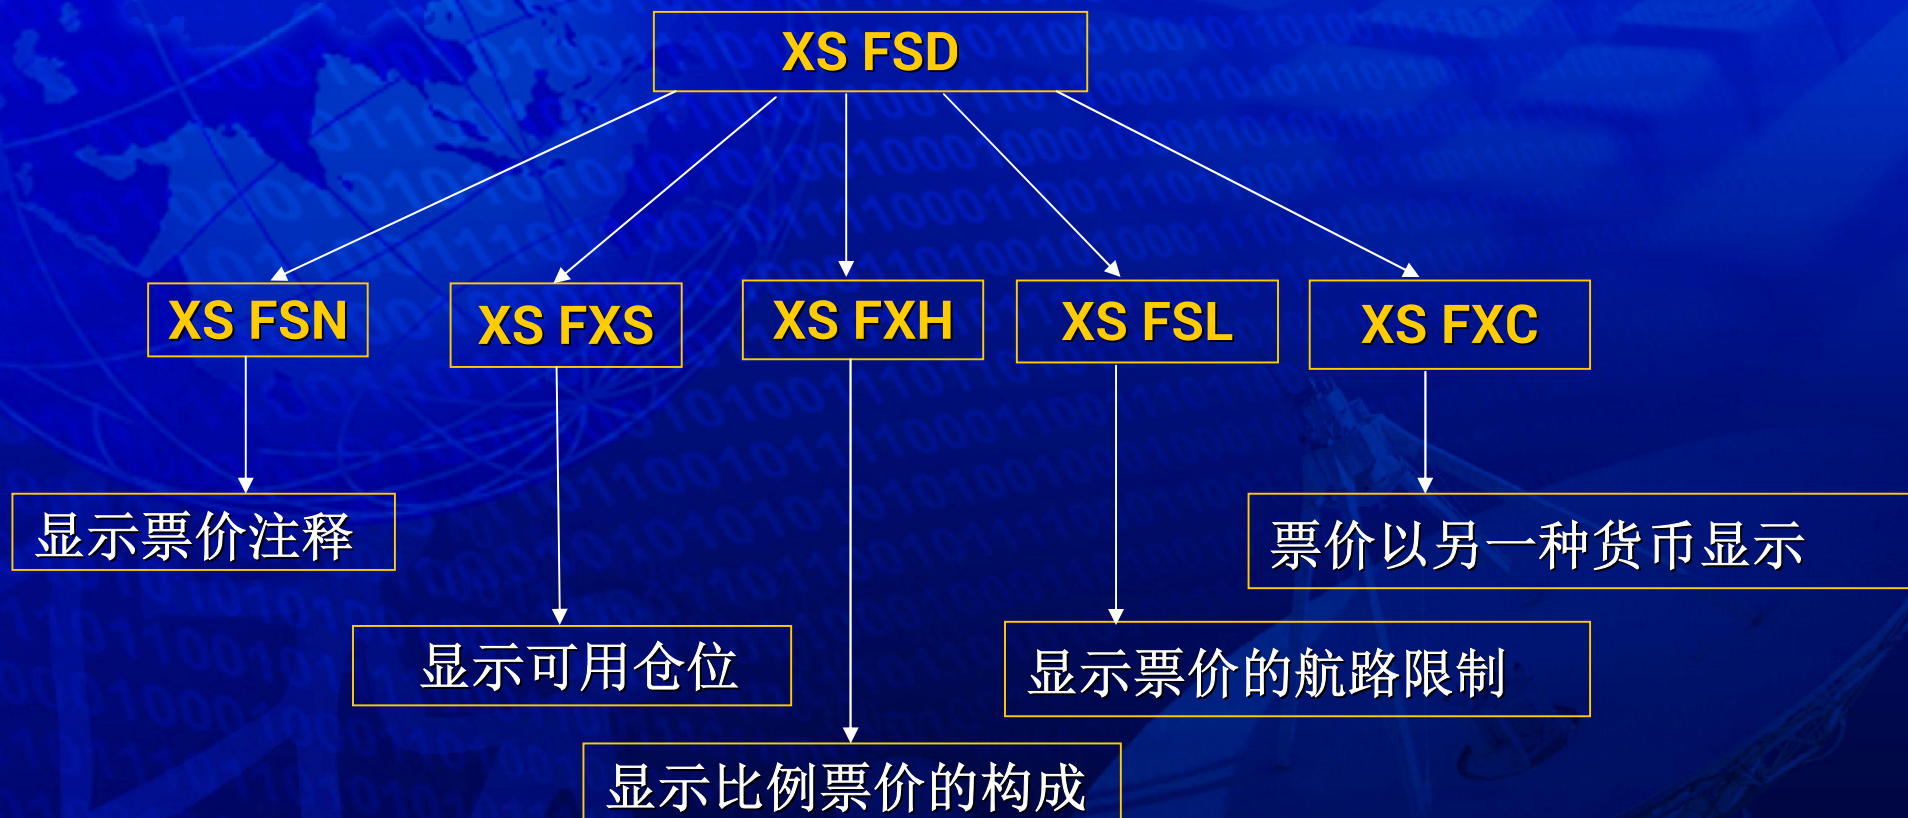 XS FSD
XS FSN
XS FXS
XS FXH
XS FSL
XS FXC
显示票价注释
票价以另一种货币显示
显示可用仓位
显示票价的航路限制
显示比例票价的构成